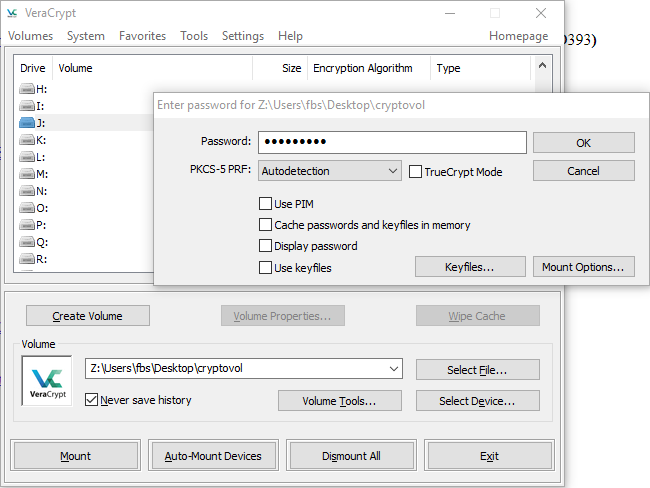 VeraCrypt
Volumes System Favorites Tools Settings Help Homepage
0393)
Drive Volume Size Encryption Algorithm Type
H:
I:
J:
K:
L:
M:
N:
O:
P:
Q:
R:
Enter password for Z:\Users\fbs\Desktop\cryptovol
Password: ●●●●●●●●● OK
PKCS-5 PRF: Autodetection TrueCrypt Mode Cancel
Use PIM
Cache passwords and keyfiles in memory
Display password
Use keyfiles Keyfiles... Mount Options...
Create Volume Volume Properties... Wipe Cache
Volume
VeraCrypt
Z:\Users\fbs\Desktop\cryptovol Select File...
Never save history Volume Tools... Select Device...
Mount Auto-Mount Devices Dismount All Exit